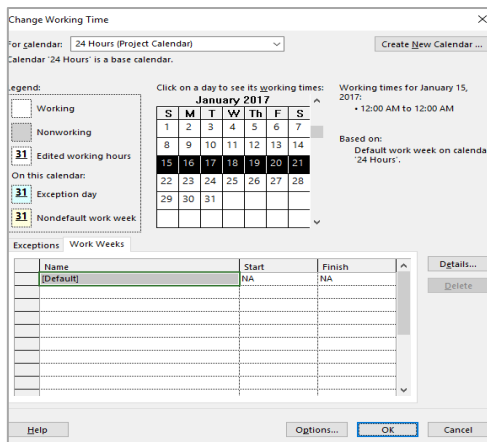 Change Working Time
For calendar: 24 Hours (Project Calendar)
Create New Calendar ...
Calendar '24 Hours' is a base calendar.
Legend:
Working
Nonworking
31 Edited working hours
On this calendar:
31 Exception day
31 Nondefault work week
Click on a day to see its working times:
January 2017
S M T W Th F S
1 2 3 4 5 6 7
8 9 10 11 12 13 14
15 16 17 18 19 20 21
22 23 24 25 26 27 28
29 30 31
Working times for January 15,
2017:
• 12:00 AM to 12:00 AM
Based on:
Default work week on calenda
'24 Hours'.
Exceptions Work Weeks
Name Start Finish
[Default] NA NA
Details...
Delete
Help Options... OK Cancel